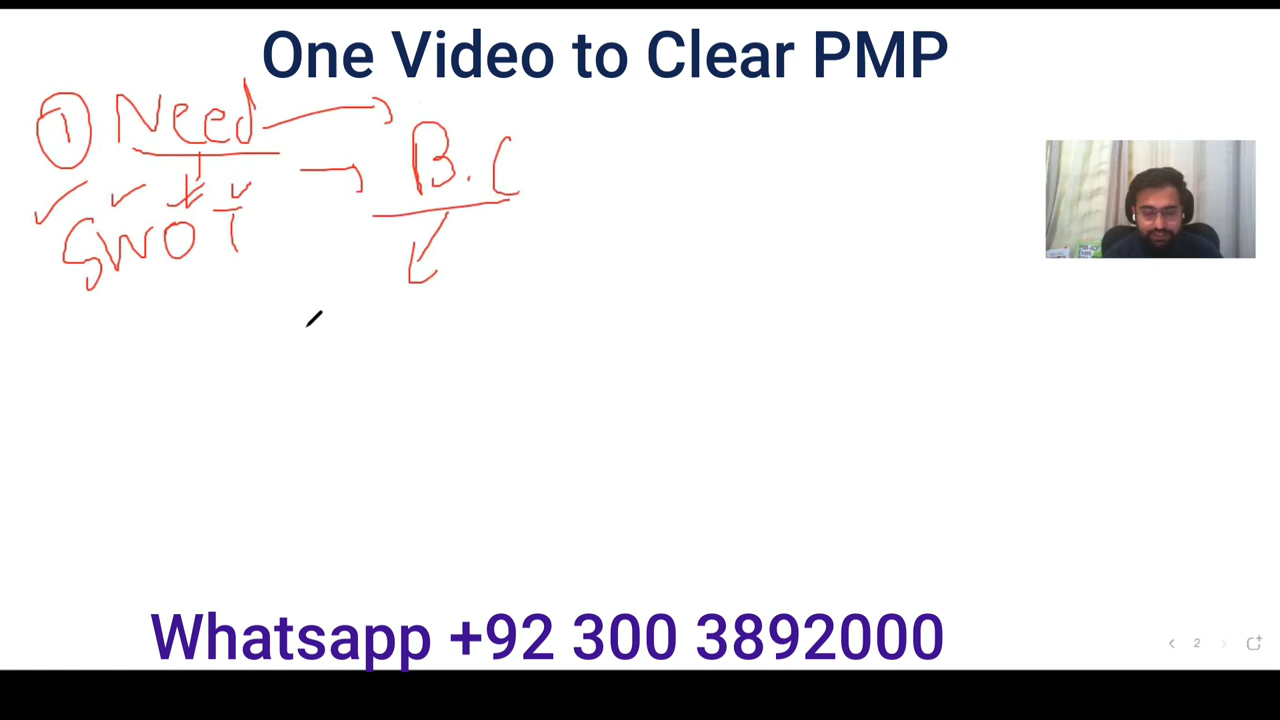 One Video to Clear PMP
1 Need
B.C
SWOT
Whatsapp +92 300 3892000
2